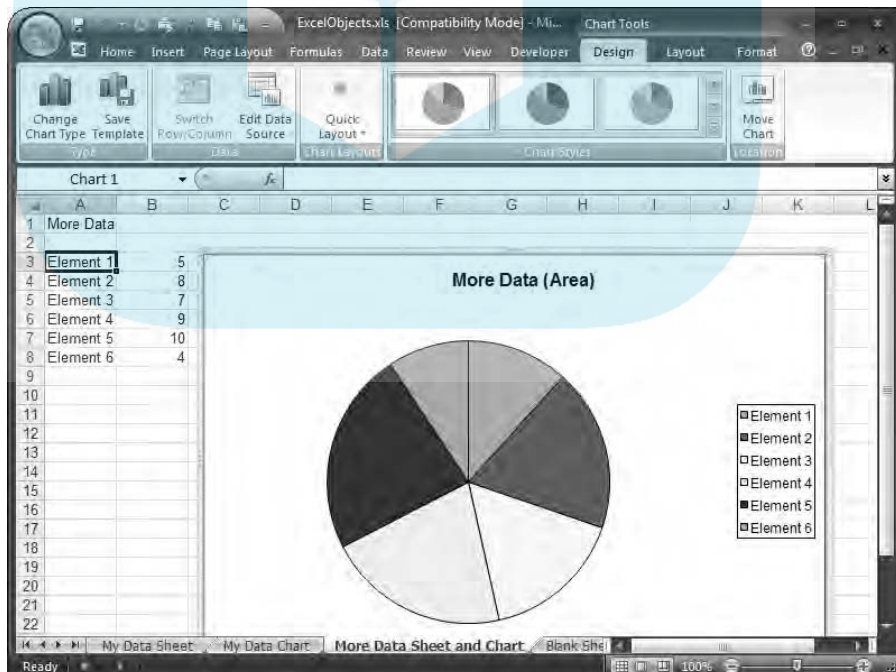 ExcelObjects.xls [Compatibility Mode] - Mi... Chart Tools
Home Insert Page Layout Formulas Data Review View Developer Design Layout Format
Change Chart Type Save Template Switch Row/Column Edit Data Source Quick Layout Move Chart
Type Data Chart Layouts Chart Styles Location
Chart 1 fx
A B C D E F G H I J K L
1 More Data
2
3 Element 1 5
4 Element 2 8
5 Element 3 7
6 Element 4 9
7 Element 5 10
8 Element 6 4
9
10
11
12
13
14
15
16
17
18
19
20
21
22
More Data (Area)
Element 1
Element 2
Element 3
Element 4
Element 5
Element 6
My Data Sheet My Data Chart More Data Sheet and Chart Blank She
Ready 100%